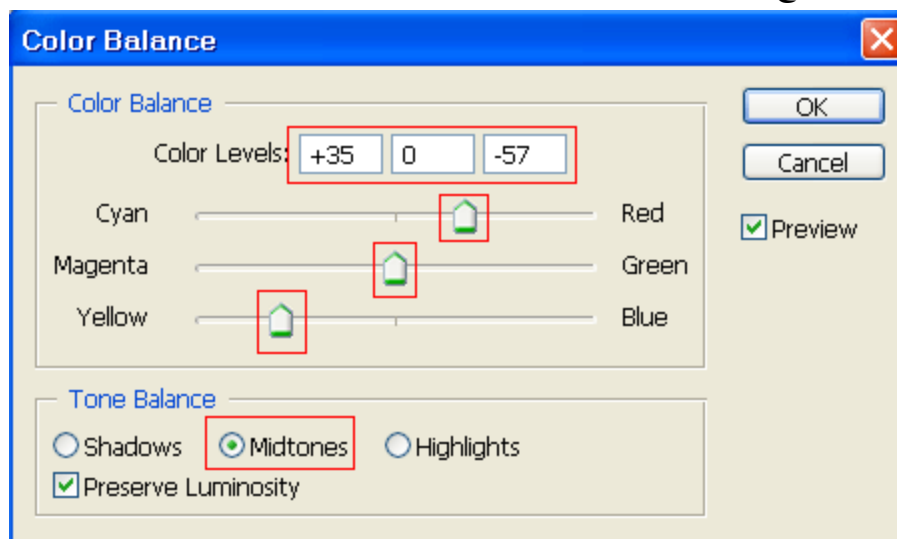 Color Balance
Color Balance
OK
Color Levels: +35 0 -57
Cancel
Cyan Red
Preview
Magenta Green
Yellow Blue
Tone Balance
Shadows Midtones Highlights
Preserve Luminosity